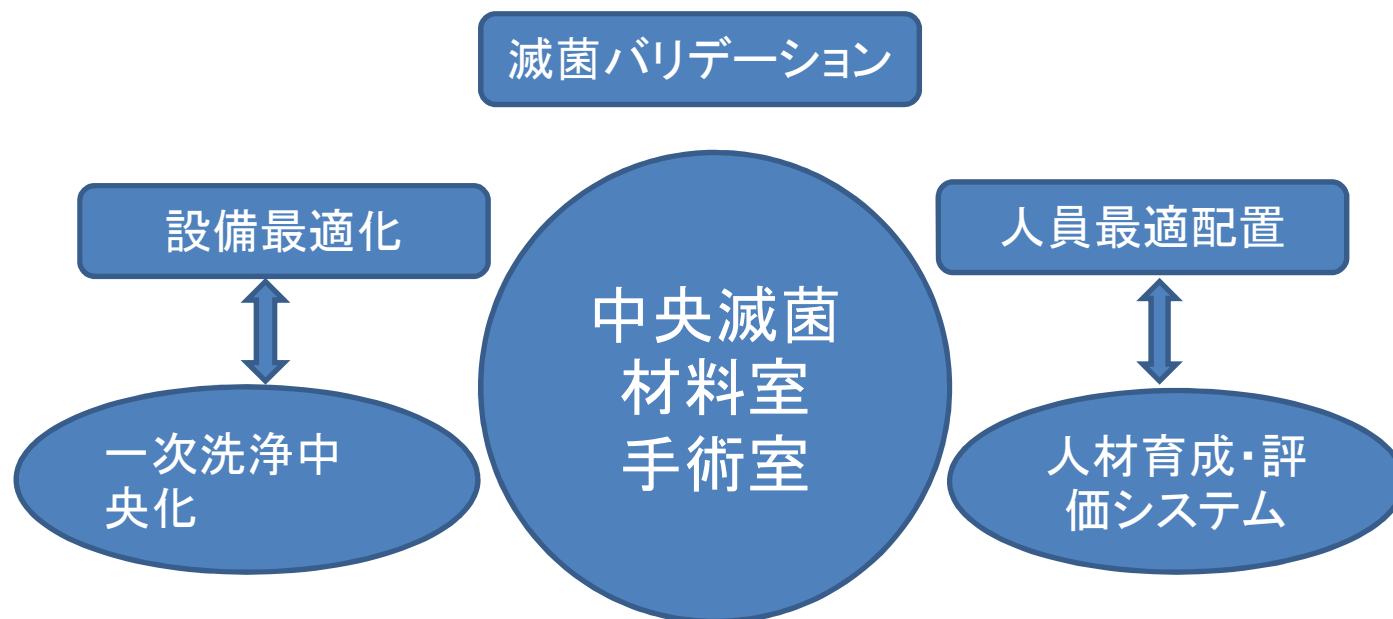 滅菌バリデーション
設備最適化
人員最適配置
中央滅菌
材料室
手術室
一次洗浄中
央化
人材育成・評
価システム